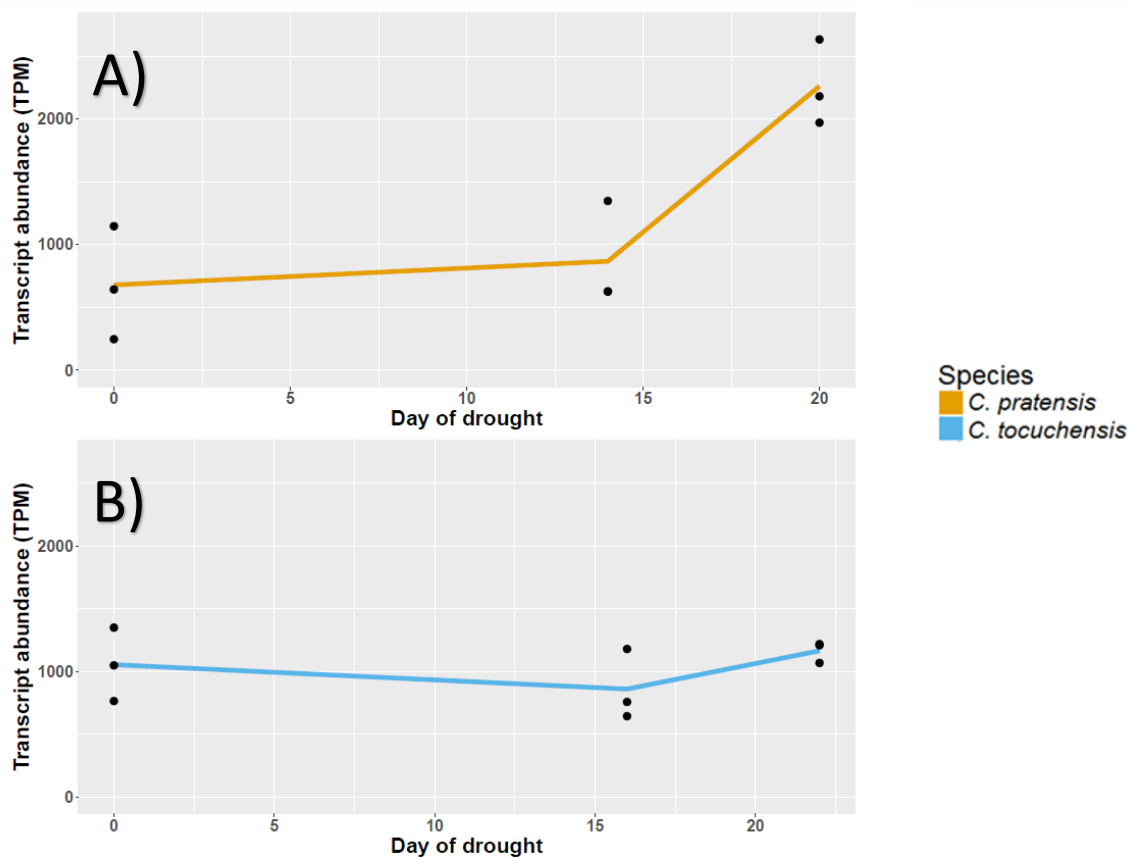 A)
Transcript abundance (TPM)
2000
1000
0
0 5 10 15 20
Day of drought
Species
C. pratensis
C. tocuchensis
B)
Transcript abundance (TPM)
2000
1000
0
0 5 10 15 20
Day of drought